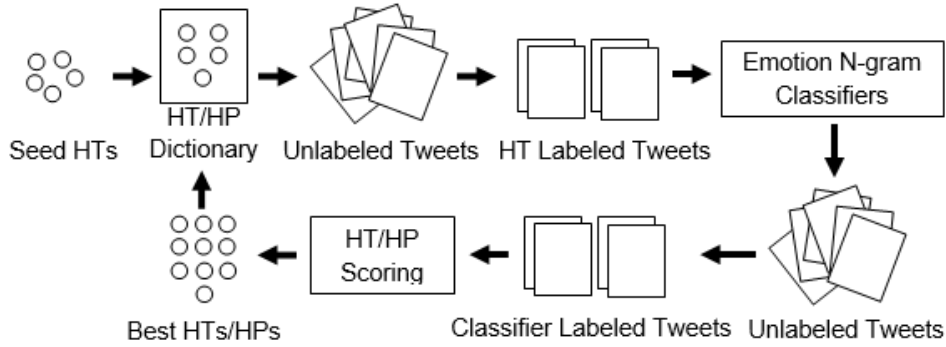 Seed HTs
HT/HP
Dictionary
Unlabeled Tweets
HT Labeled Tweets
Emotion N-gram
Classifiers
Unlabeled Tweets
Classifier Labeled Tweets
HT/HP
Scoring
Best HTs/HPs